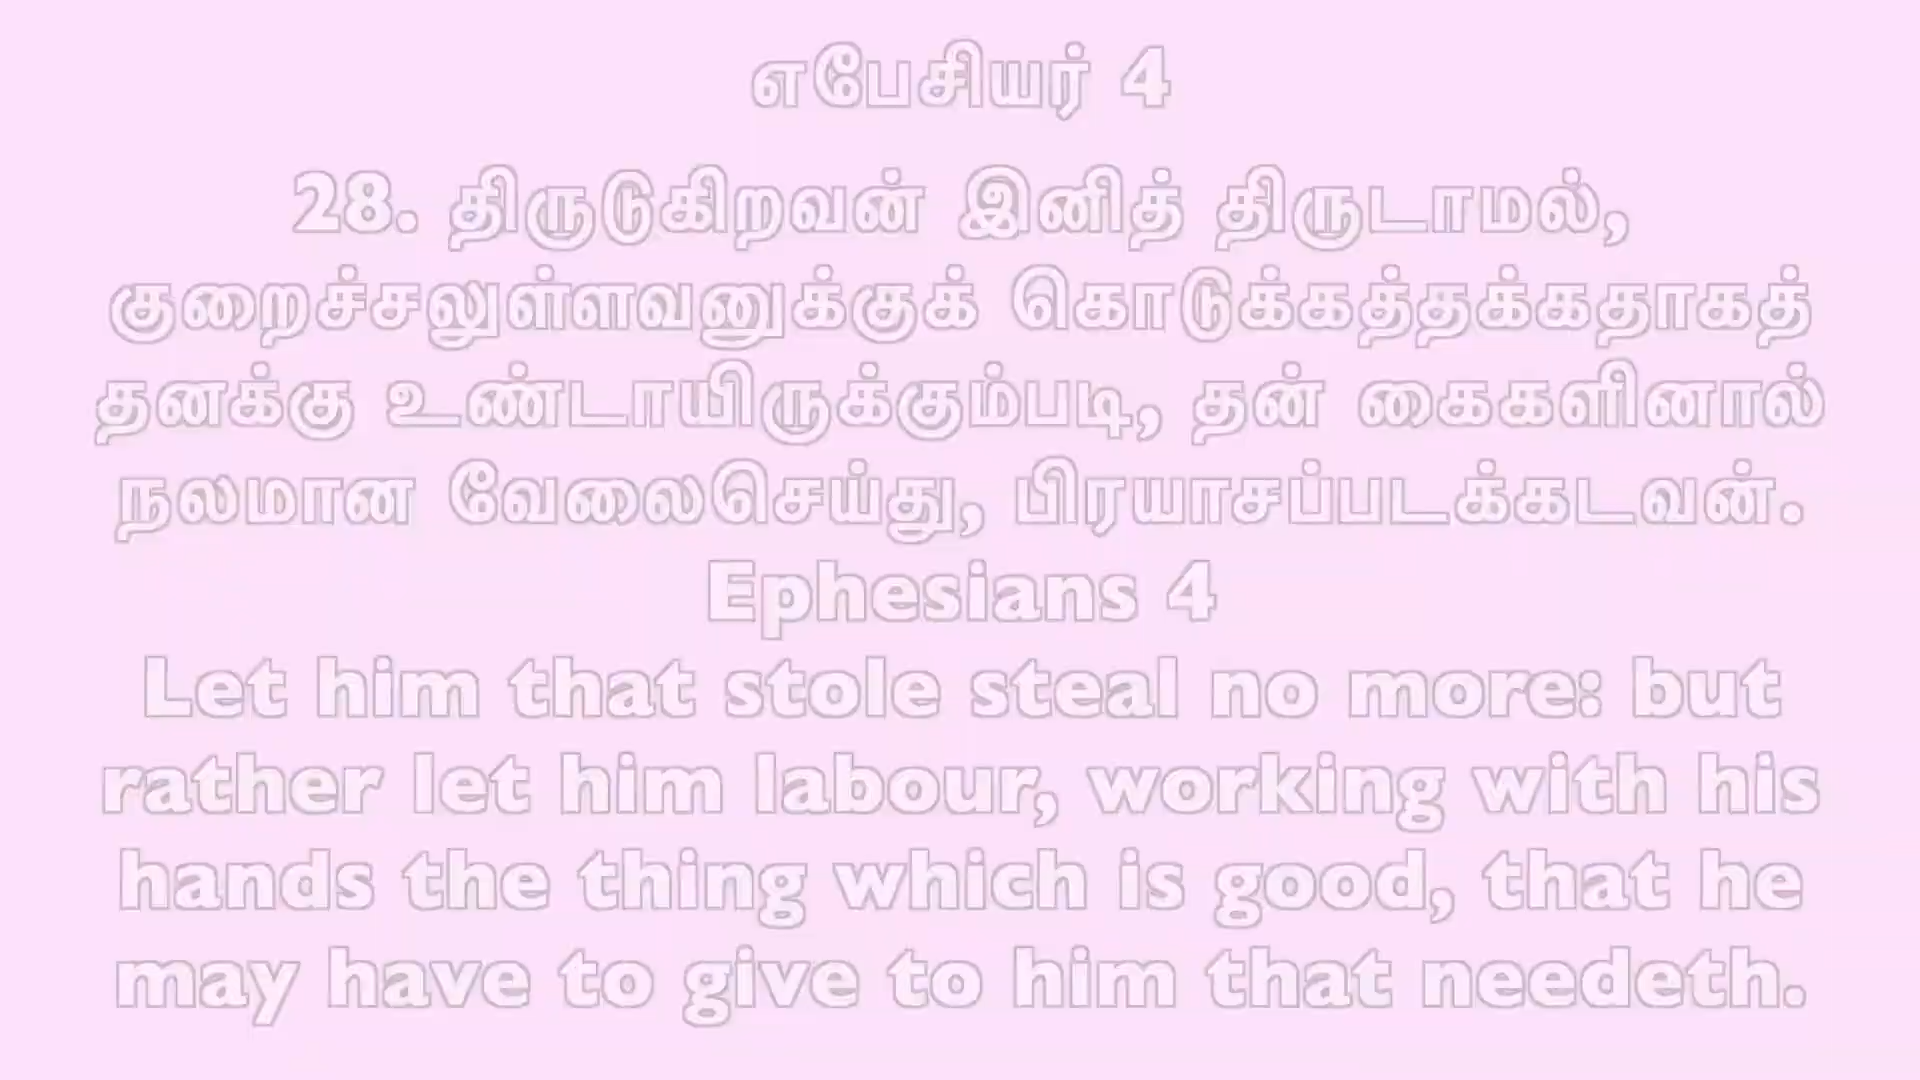 எபேசியர் 4
28. திருடுகிறவன் இனித் திருடாமல்,
குறைச்சலுள்ளவனுக்குக் கொடுக்கத்தக்கதாகத்
தனக்கு உண்டாயிருக்கும்படி, தன் கைகளினால்
நலமான வேலைசெய்து, பிரயாசப்படக்கடவன்.
Ephesians 4
Let him that stole steal no more: but
rather let him labour, working with his
hands the thing which is good, that he
may have to give to him that needeth.